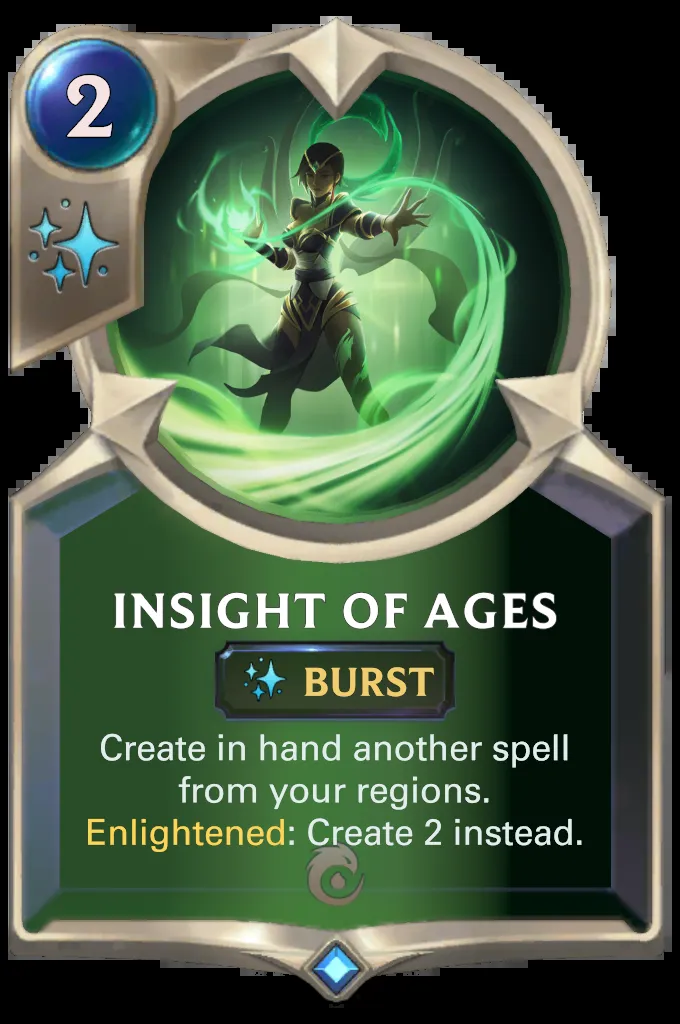 2
INSIGHT OF AGES
BURST
Create in hand another spell
from your regions.
Enlightened: Create 2 instead.